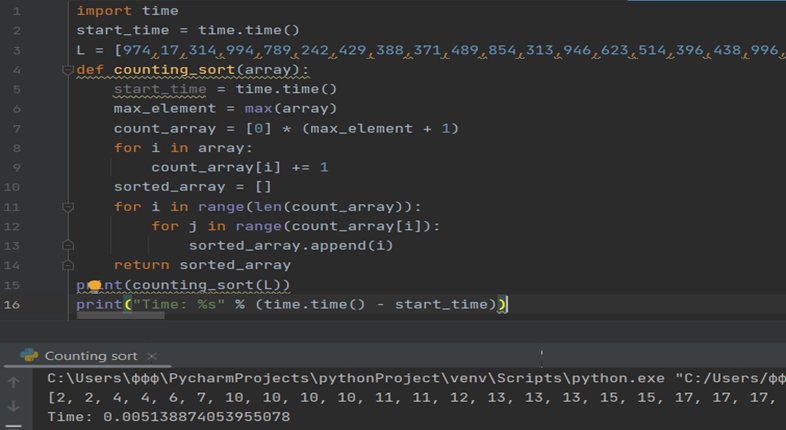 1 import time
2 start_time = time.time()
3 L = [974,17,314,994,789,242,429,388,371,489,854,313,946,623,514,396,438,996,
4 def counting_sort(array):
5 start_time = time.time()
6 max_element = max(array)
7 count_array = [0] * (max_element + 1)
8 for i in array:
9 count_array[i] += 1
10 sorted_array = []
11 for i in range(len(count_array)):
12 for j in range(count_array[i]):
13 sorted_array.append(i)
14 return sorted_array
15 print(counting_sort(L))
16 print("Time: %s" % (time.time() - start_time))
Counting sort ×
C:\Users\ффф\PycharmProjects\pythonProject\venv\Scripts\python.exe "C:/Users/фф
[2, 2, 4, 4, 6, 7, 10, 10, 10, 10, 11, 11, 12, 13, 13, 13, 15, 15, 17, 17, 17,
Time: 0.005138874053955078